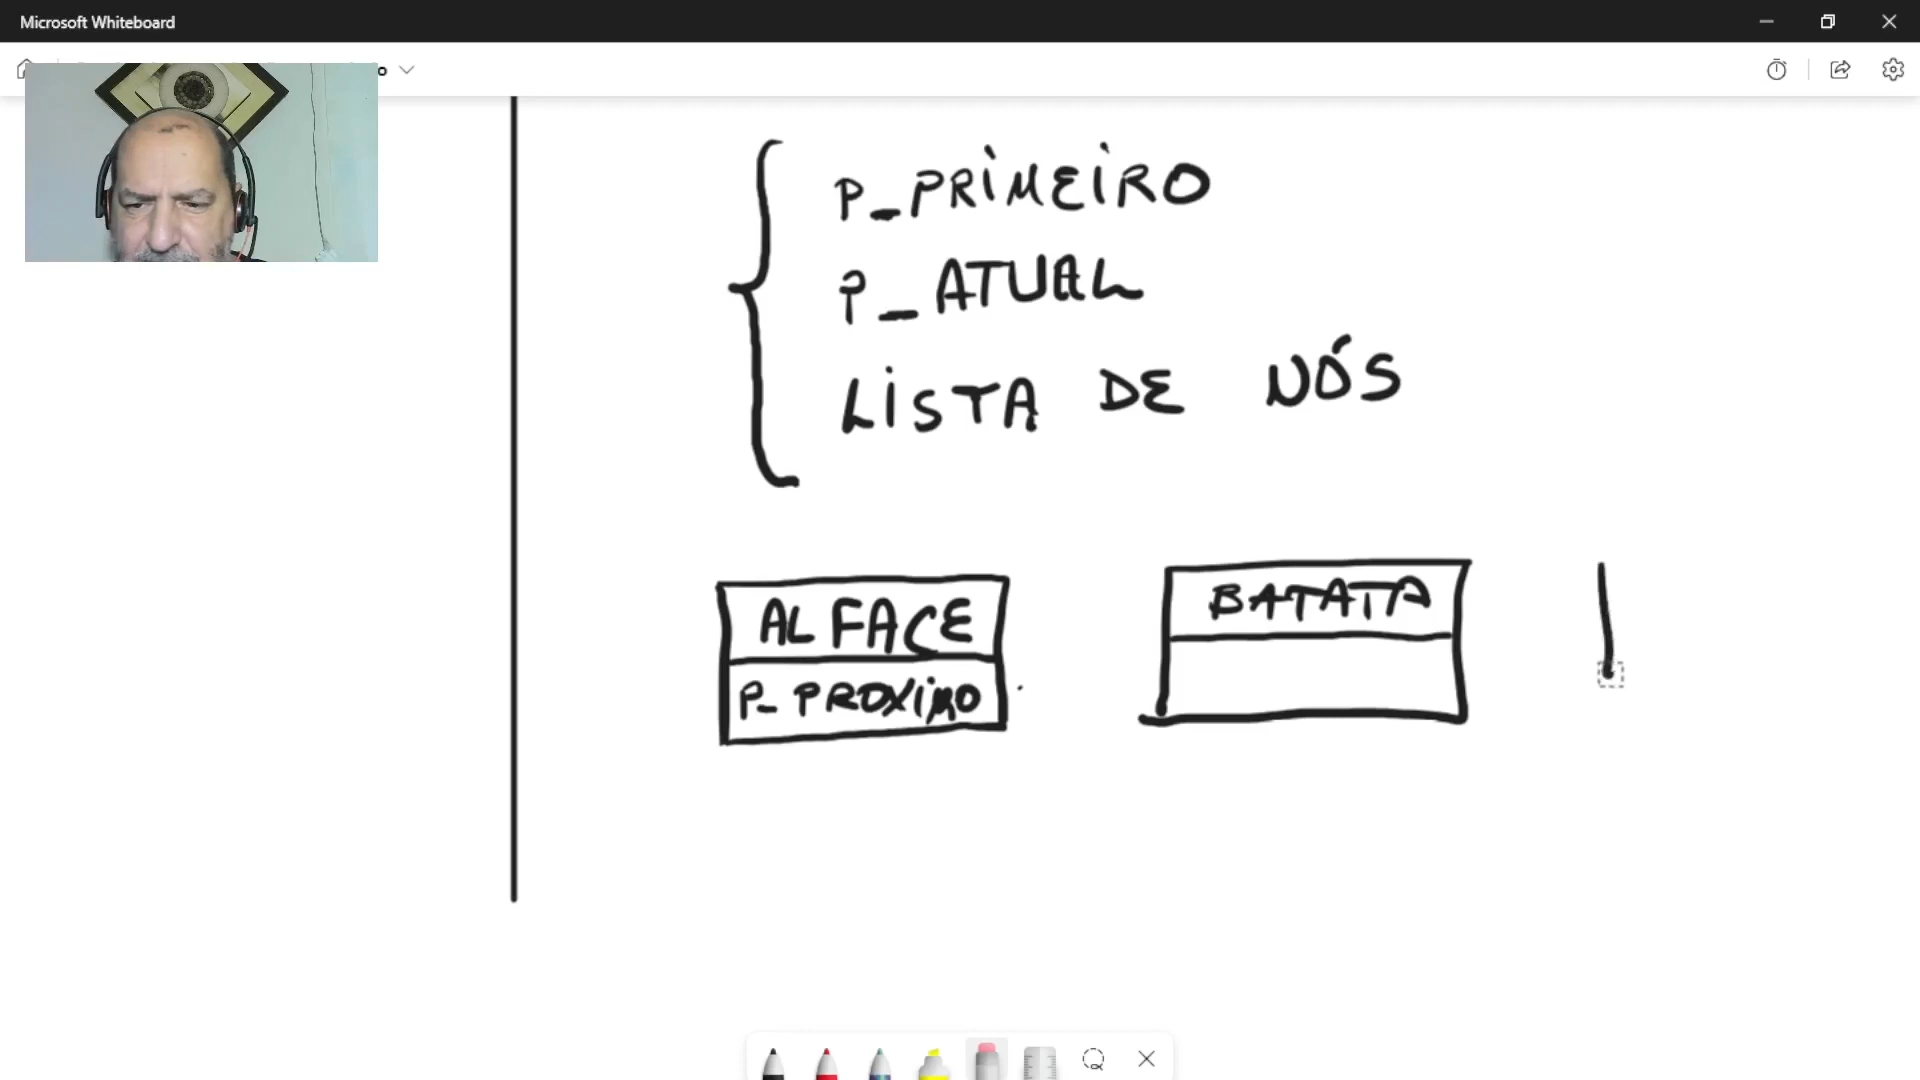 Microsoft Whiteboard
o
P_PRiMEiRO
P_ATUAL
LiSTA DE NÓS
ALFACE
BATATA
P_PROXiMO